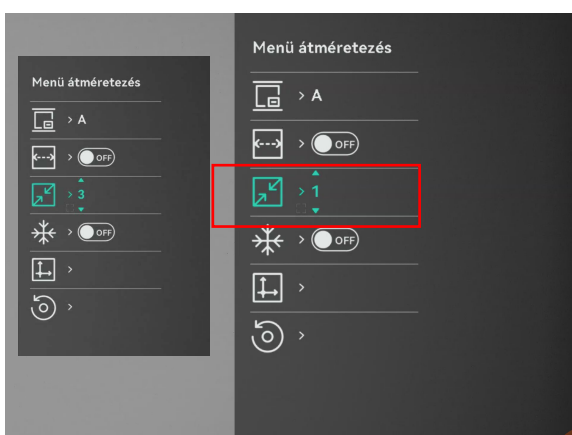 Menü átméretezés
> A
> OFF
> 3
> OFF
>
>
Menü átméretezés
> A
> OFF
> 1
> OFF
>
>